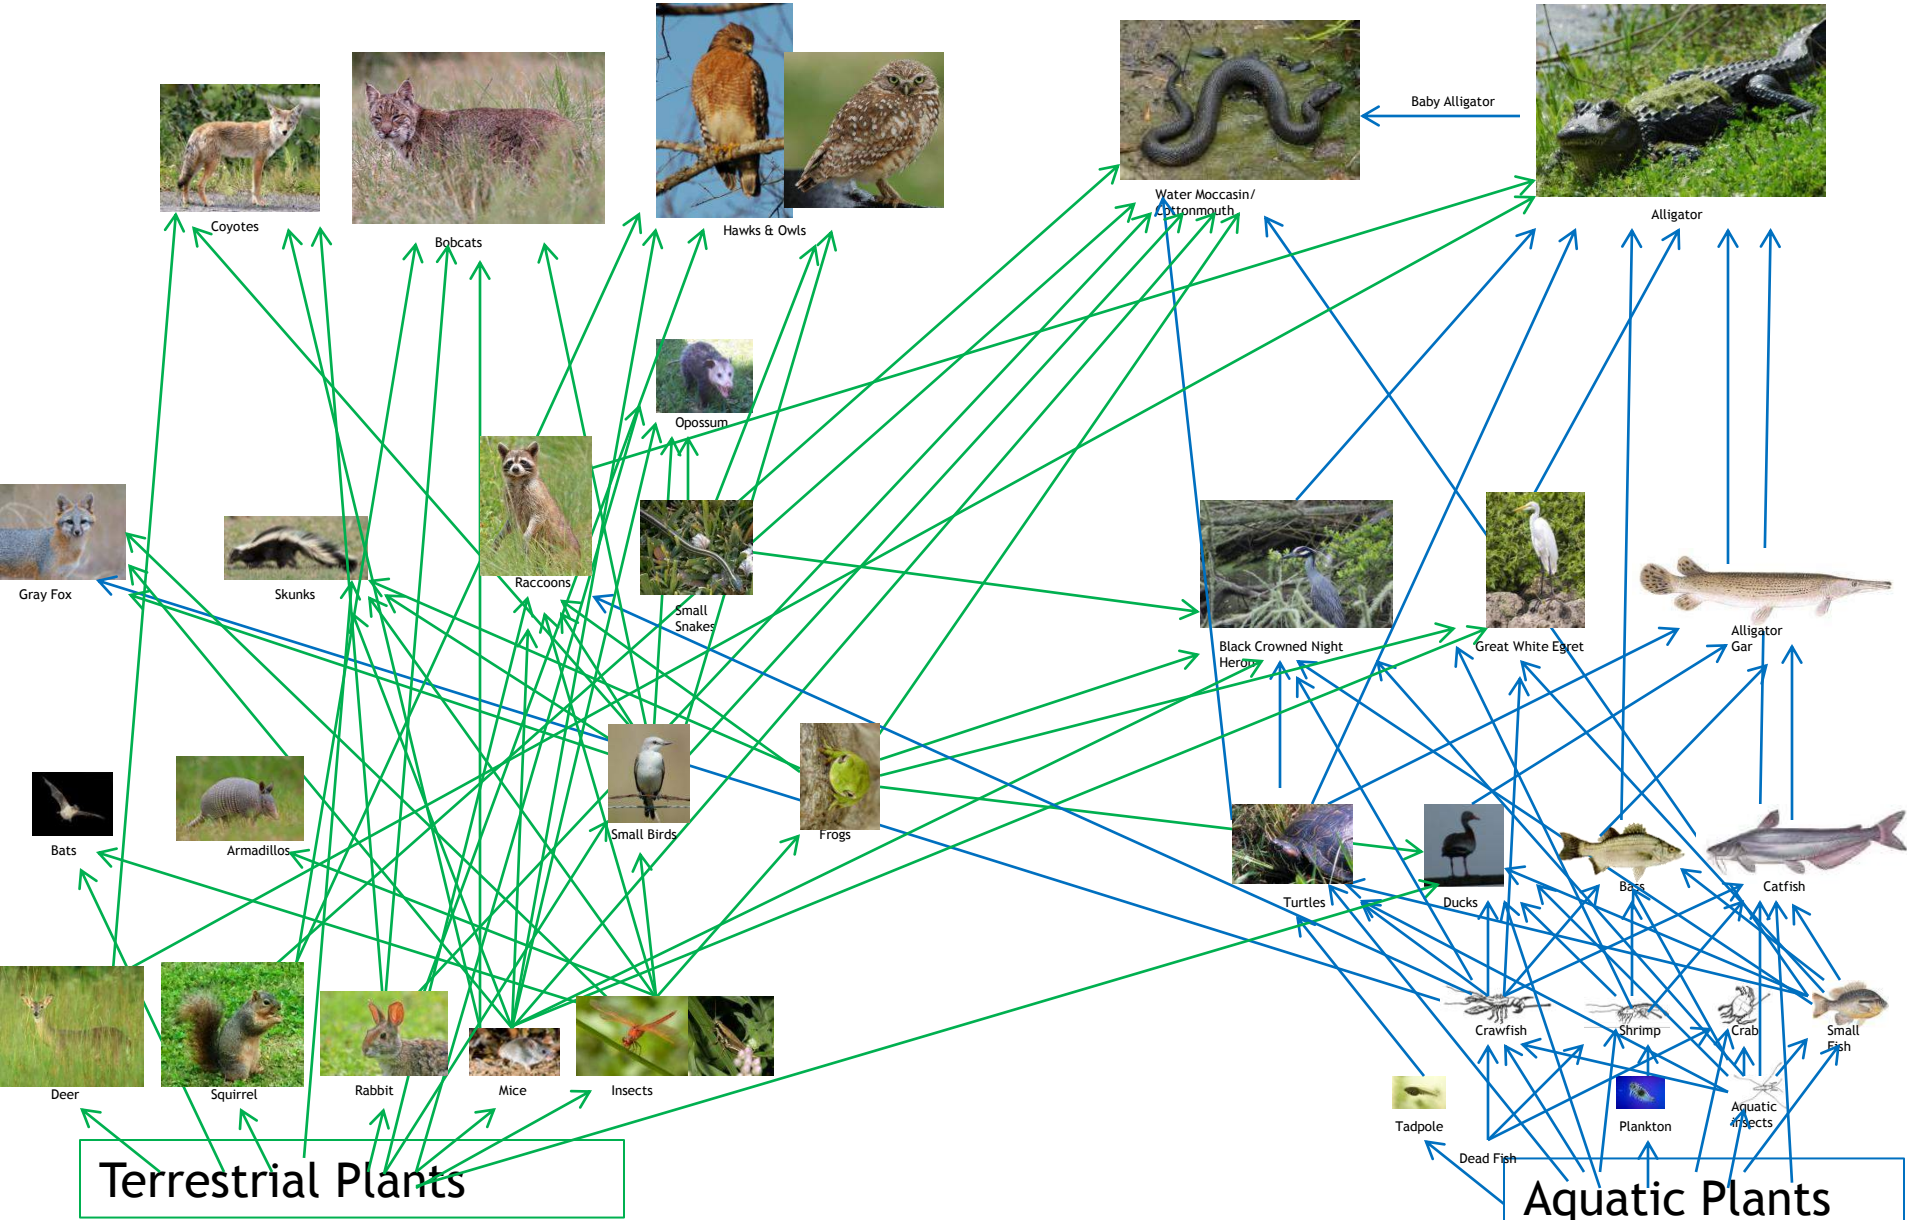 Baby Alligator
Water Moccasin/
Cottonmouth
Alligator
Coyotes
Bobcats
Hawks & Owls
Opossum
Gray Fox
Skunks
Raccoons
Small
Snakes
Black Crowned Night
Heron
Great White Egret
Alligator
Gar
Bats
Armadillos
Small Birds
Frogs
Turtles
Ducks
Bass
Catfish
Crawfish
Shrimp
Crab
Small
Fish
Deer
Squirrel
Rabbit
Mice
Insects
Tadpole
Plankton
Aquatic
insects
Dead Fish
Terrestrial Plants
Aquatic Plants